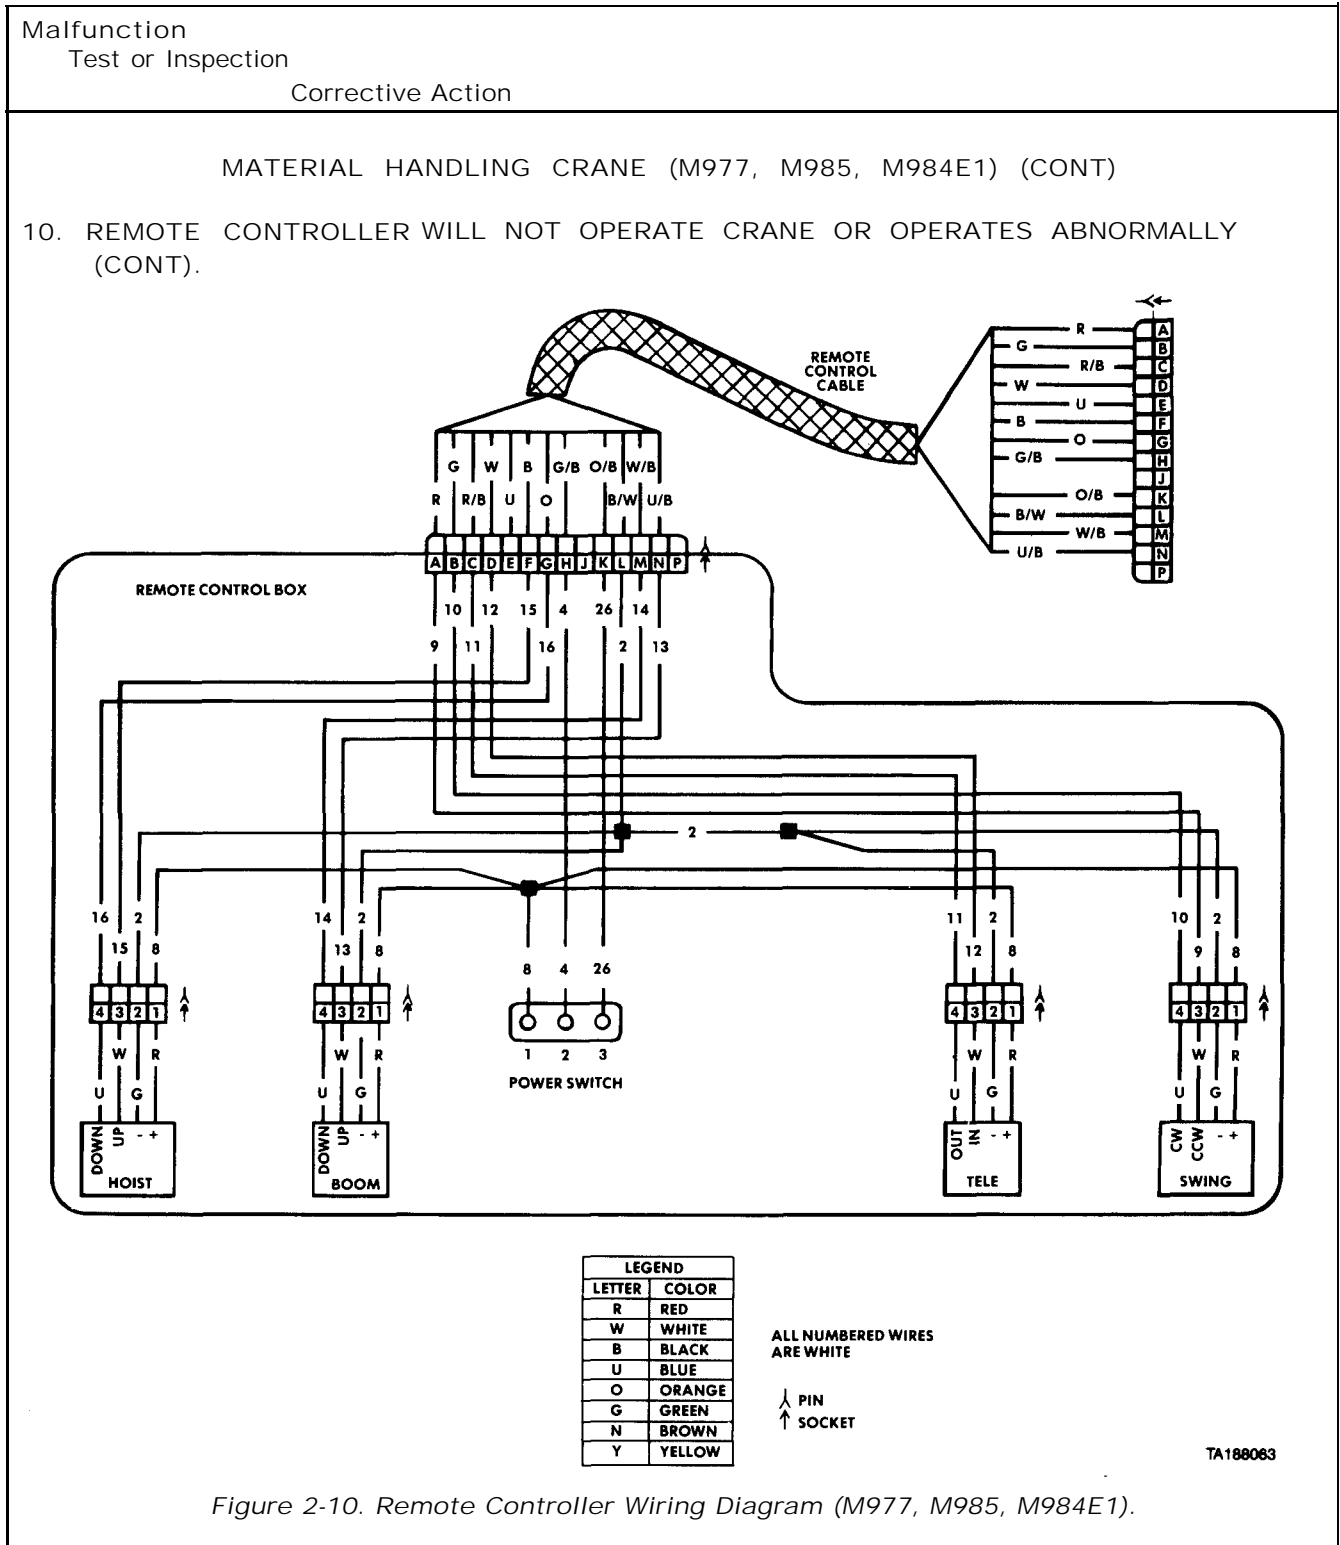 Malfunction
Test or Inspection
Corrective Action
MATERIAL HANDLING CRANE (M977, M985, M984E1) (CONT)
10. REMOTE CONTROLLER WILL NOT OPERATE CRANE OR OPERATES ABNORMALLY
(CONT).
REMOTE
CONTROL
CABLE
R A
G B
R/B C
W D
U E
B F
O G
G/B H
J
O/B K
B/W L
W/B M
U/B N
P
G W B G/B O/B W/B
R R/B U O B/W U/B
A B C D E F G H J K L M N P
REMOTE CONTROL BOX
10 12 15 4 26 14
9 11 16 2 13
2
16 2 14 2 11 2 10 2
15 8 13 8 12 8 9 8
8 4 26
4 3 2 1 4 3 2 1 4 3 2 1 4 3 2 1
1 2 3
POWER SWITCH
W R W R W R W R
U G U G U G U G
DOWN UP - +
HOIST
DOWN UP - +
BOOM
OUT IN - +
TELE
CW CCW - +
SWING
LEGEND
LETTER COLOR
R RED
W WHITE
B BLACK
U BLUE
O ORANGE
G GREEN
N BROWN
Y YELLOW
ALL NUMBERED WIRES
ARE WHITE
PIN
SOCKET
TA188063
Figure 2-10. Remote Controller Wiring Diagram (M977, M985, M984E1).